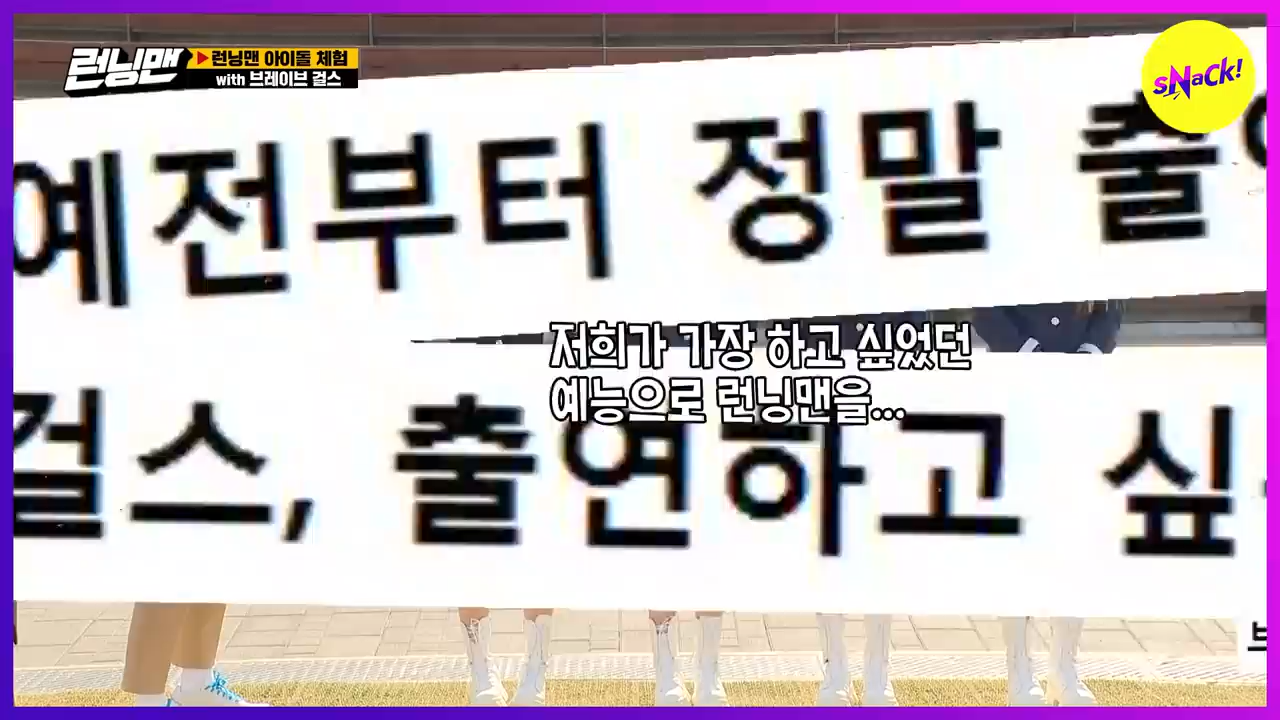 런닝맨
런닝맨 아이돌 체험
with 브레이브 걸스
sNaCK!
예전부터 정말
저희가 가장 하고 싶었던
예능으로 런닝맨을...
걸스, 출연하고